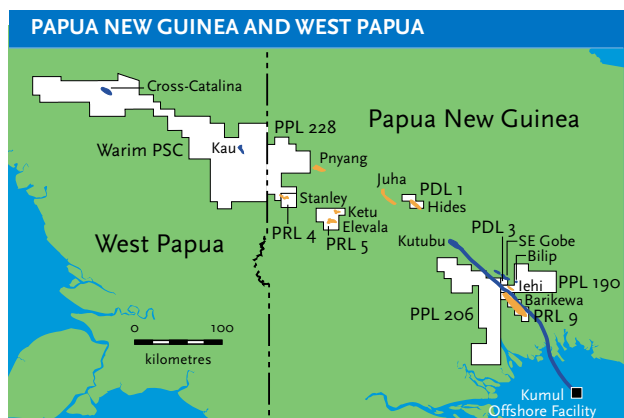 PAPUA NEW GUINEA AND WEST PAPUA
Cross-Catalina
PPL 228
Papua New Guinea
Warim PSC
Kau
Pnyang
Juha
PDL 1
Stanley
Hides
Ketu
PRL 4
Elevala
PRL 5
PDL 3
West Papua
Kutubu
SE Gobe
Bilip
Iehi
PPL 190
Barikewa
PPL 206
PRL 9
0 100
kilometres
Kumul
Offshore Facility